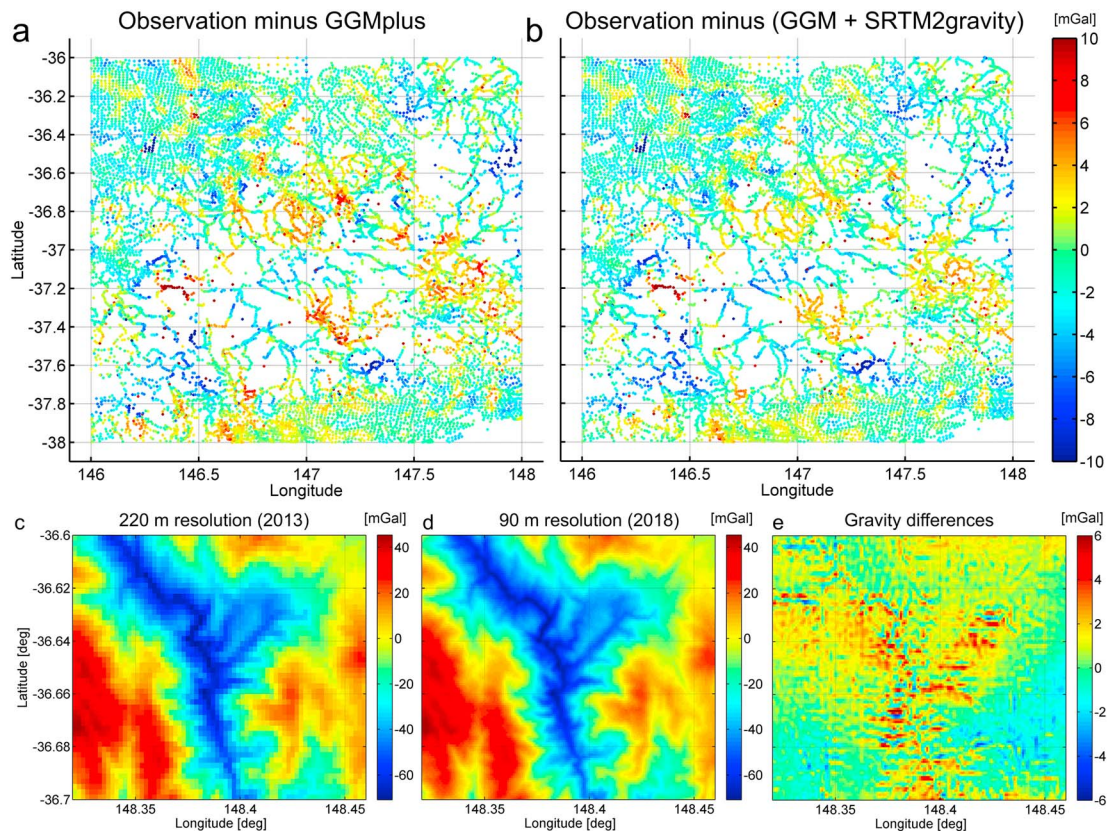 a Observation minus GGMplus
b Observation minus (GGM + SRTM2gravity) [mGal]
-36
-36.2
-36.4
-36.6
-36.8
-37
-37.2
-37.4
-37.6
-37.8
-38
Latitude
146 146.5 147 147.5 148
Longitude
146 146.5 147 147.5 148
Longitude
10
8
6
4
2
0
-2
-4
-6
-8
-10
c 220 m resolution (2013) [mGal]
-36.6
-36.62
-36.64
-36.66
-36.68
-36.7
Latitude [deg]
148.35 148.4 148.45
Longitude [deg]
40
20
0
-20
-40
-60
d 90 m resolution (2018) [mGal]
148.35 148.4 148.45
Longitude [deg]
40
20
0
-20
-40
-60
e Gravity differences [mGal]
148.35 148.4 148.45
Longitude [deg]
6
4
2
0
-2
-4
-6